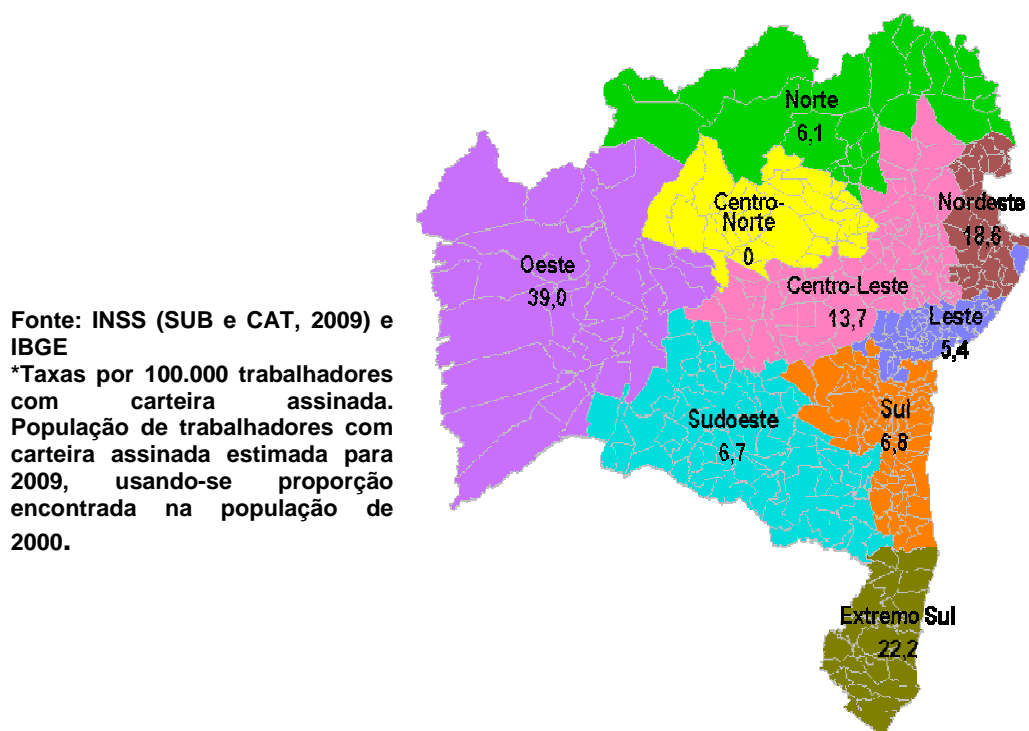 Norte
6,1
Centro-
Norte
0
Nordeste
18,6
Oeste
39,0
Centro-Leste
13,7
Leste
5,4
Fonte: INSS (SUB e CAT, 2009) e
IBGE
*Taxas por 100.000 trabalhadores
com carteira assinada.
População de trabalhadores com
carteira assinada estimada para
2009, usando-se proporção
encontrada na população de
2000.
Sudoeste
6,7
Sul
6,8
Extremo Sul
22,2